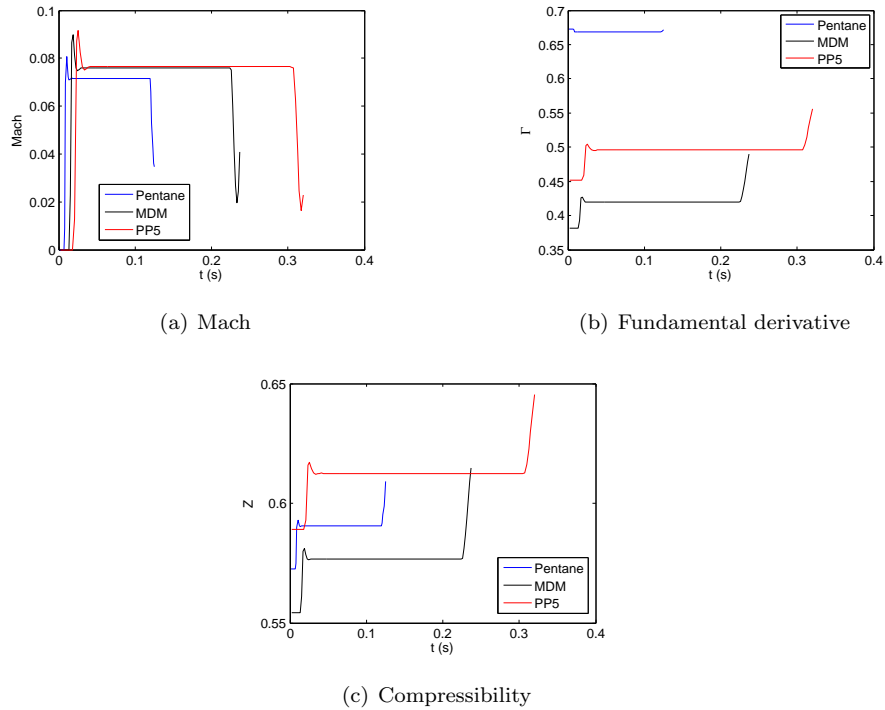 0.1
0.08
0.06
0.04
0.02
0
Mach
Pentane
MDM
PP5
0 0.1 0.2 0.3 0.4
t (s)
(a) Mach
0.7
0.65
0.6
0.55
0.5
0.45
0.4
0.35
Γ
Pentane
MDM
PP5
0 0.1 0.2 0.3 0.4
t (s)
(b) Fundamental derivative
0.65
0.6
0.55
Z
Pentane
MDM
PP5
0 0.1 0.2 0.3 0.4
t (s)
(c) Compressibility